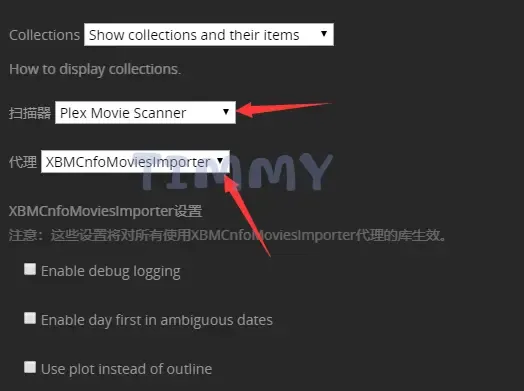 Collections Show collections and their items
How to display collections.
扫描器 Plex Movie Scanner
代理 XBMCnfoMoviesImporter
TIMMY
XBMCnfoMoviesImporter设置
注意：这些设置将对所有使用XBMCnfoMoviesImporter代理的库生效。
Enable debug logging
Enable day first in ambiguous dates
Use plot instead of outline